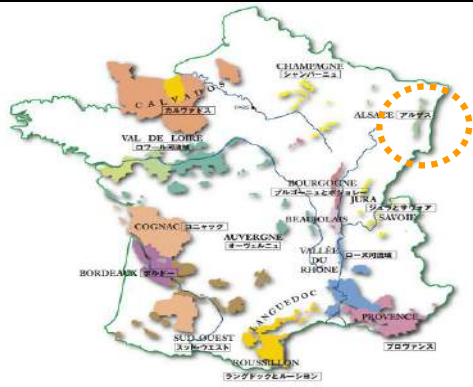 CHAMPAGNE
シャンパーニュ
CALVADOS
カルヴァドス
PARIS
ALSACE アルザス
VAL DE LOIRE
ロワール河流域
BOURGOGNE
ブルゴーニュとボジョレー
JURA
ジュラとサヴォア
SAVOIE
BEAUJOLAIS
COGNAC コニャック
AUVERGNE
オーヴェルニュ
VALLÉE
DU
RHÔNE
ローヌ河流域
BORDEAUX ボルドー
LANGUEDOC
PROVENCE
プロヴァンス
SUD-OUEST
スッド・ウエスト
ROUSSILLON
ラングドックとルーション